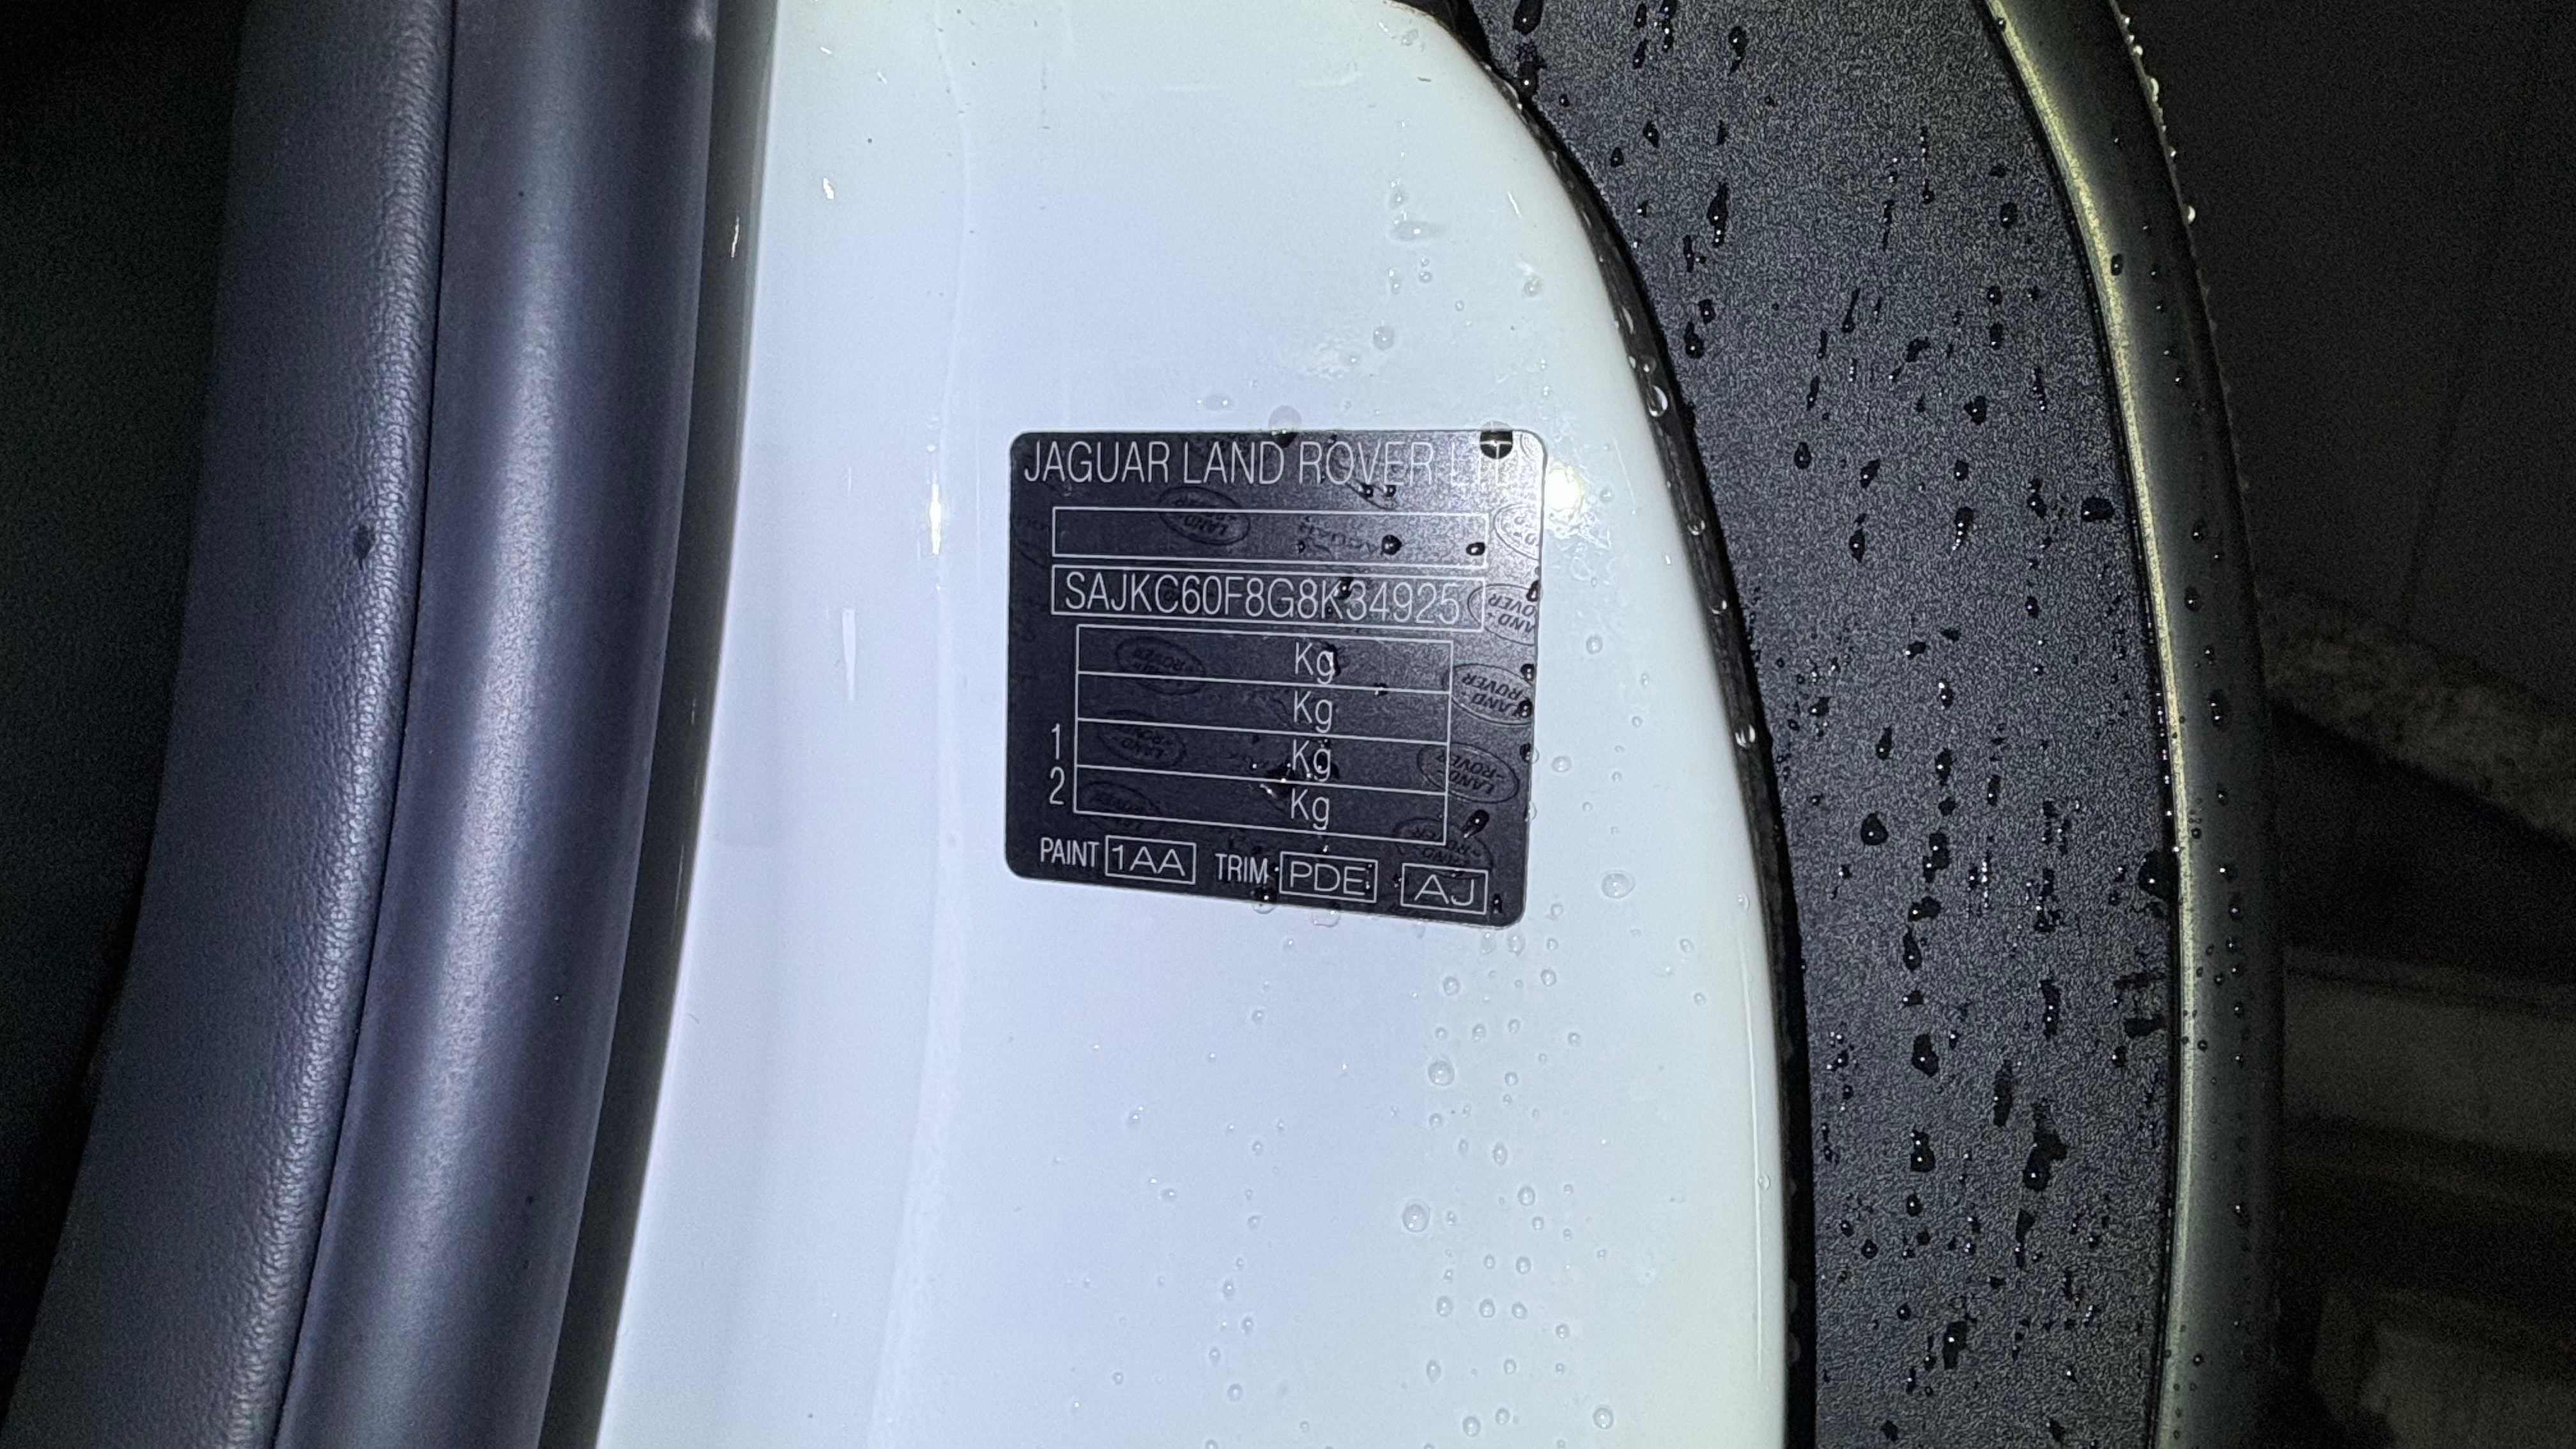 JAGUAR LAND ROVER LTD
SAJKC60F8G8K34925
Kg
Kg
1 Kg
2 Kg
PAINT 1AA TRIM PDE AJ